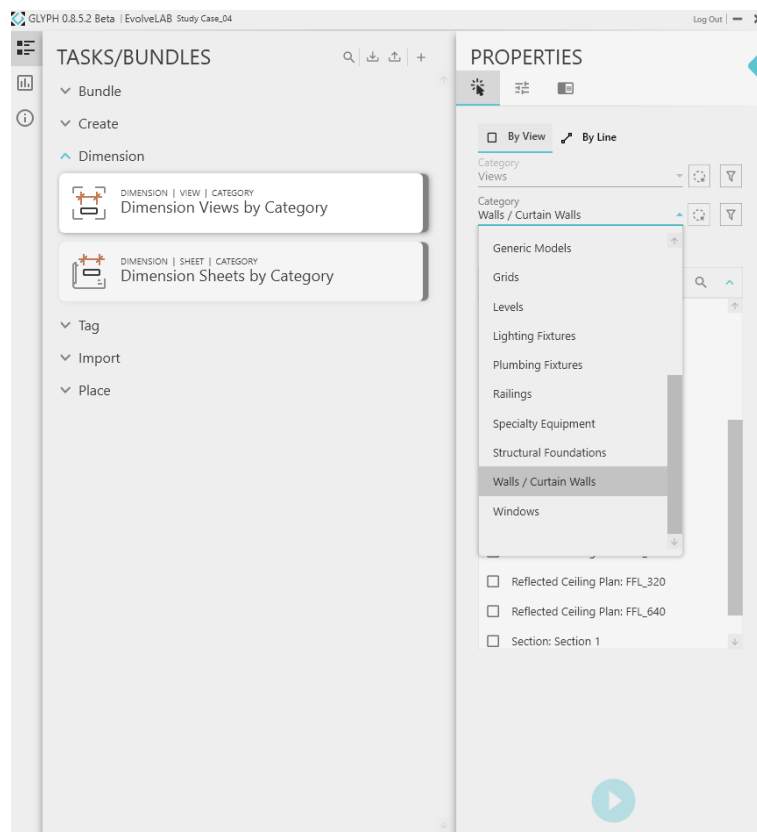 GLYPH 0.8.5.2 Beta | EvolveLAB Study Case_04
Log Out
TASKS/BUNDLES
Bundle
Create
Dimension
DIMENSION | VIEW | CATEGORY
Dimension Views by Category
DIMENSION | SHEET | CATEGORY
Dimension Sheets by Category
Tag
Import
Place
PROPERTIES
By View
By Line
Category
Views
Category
Walls / Curtain Walls
Generic Models
Grids
Levels
Lighting Fixtures
Plumbing Fixtures
Railings
Specialty Equipment
Structural Foundations
Walls / Curtain Walls
Windows
Reflected Ceiling Plan: FFL_320
Reflected Ceiling Plan: FFL_640
Section: Section 1